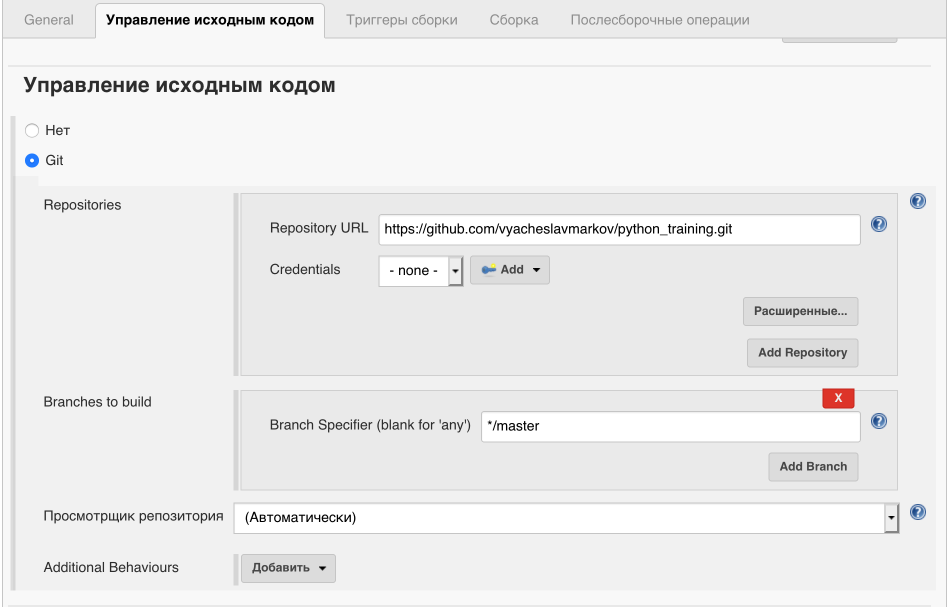 General Управление исходным кодом Триггеры сборки Сборка Послесборочные операции
Управление исходным кодом
Нет
Git
Repositories
Repository URL https://github.com/vyacheslavmarkov/python_training.git
Credentials - none - Add
Расширенные...
Add Repository
Branches to build
X
Branch Specifier (blank for 'any') */master
Add Branch
Просмотрщик репозитория (Автоматически)
Additional Behaviours Добавить